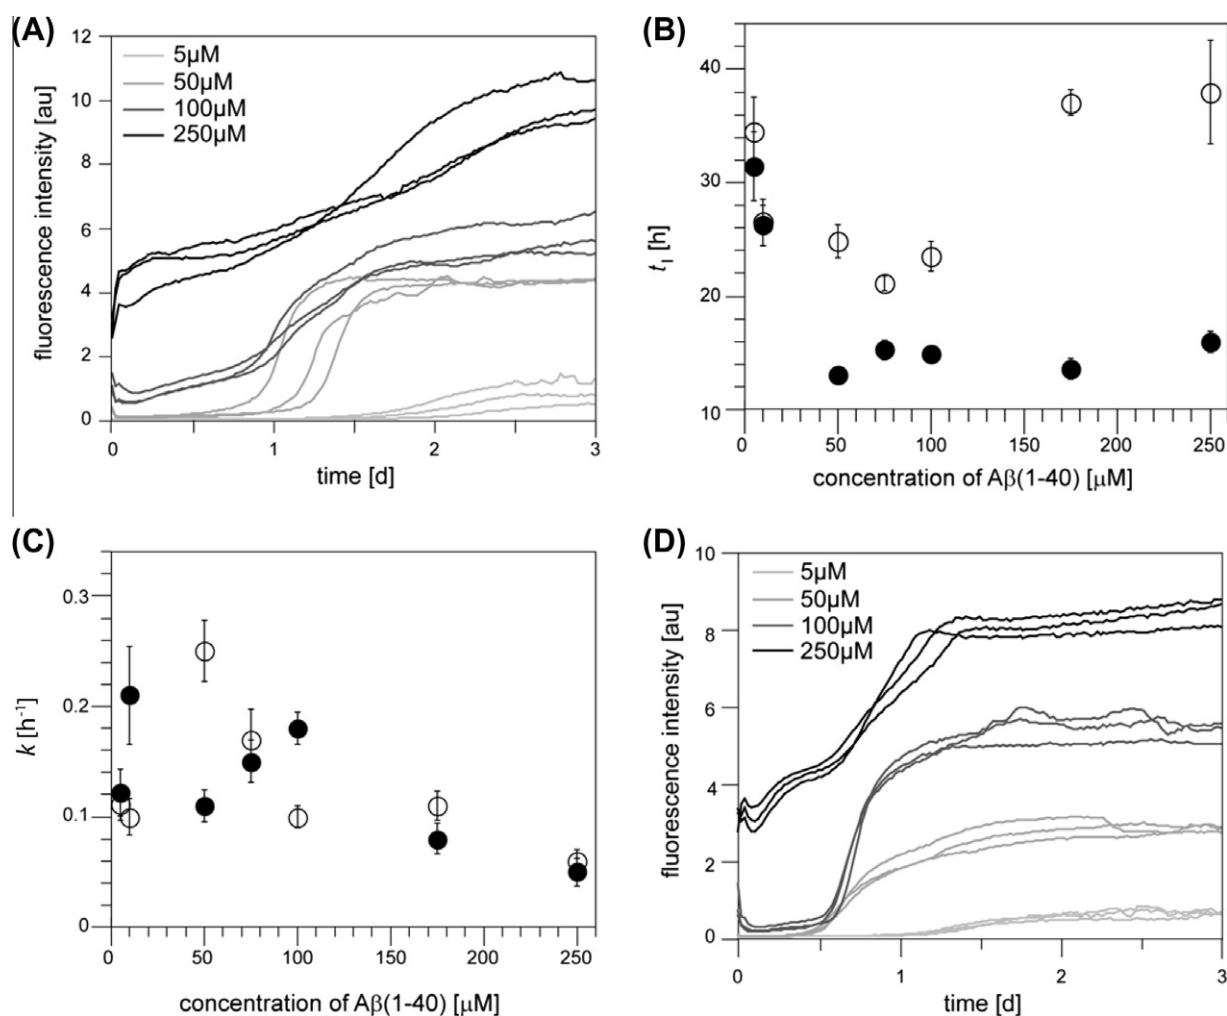 (A)
12
10
8
6
4
2
0
fluorescence intensity [au]
5µM
50µM
100µM
250µM
0
1
2
3
time [d]
(B)
40
30
20
10
t₁ [h]
0
50
100
150
200
250
concentration of Aβ(1-40) [µM]
(C)
0.3
0.2
0.1
0
k [h⁻¹]
0
50
100
150
200
250
concentration of Aβ(1-40) [µM]
(D)
10
8
6
4
2
0
fluorescence intensity [au]
5µM
50µM
100µM
250µM
0
1
2
3
time [d]